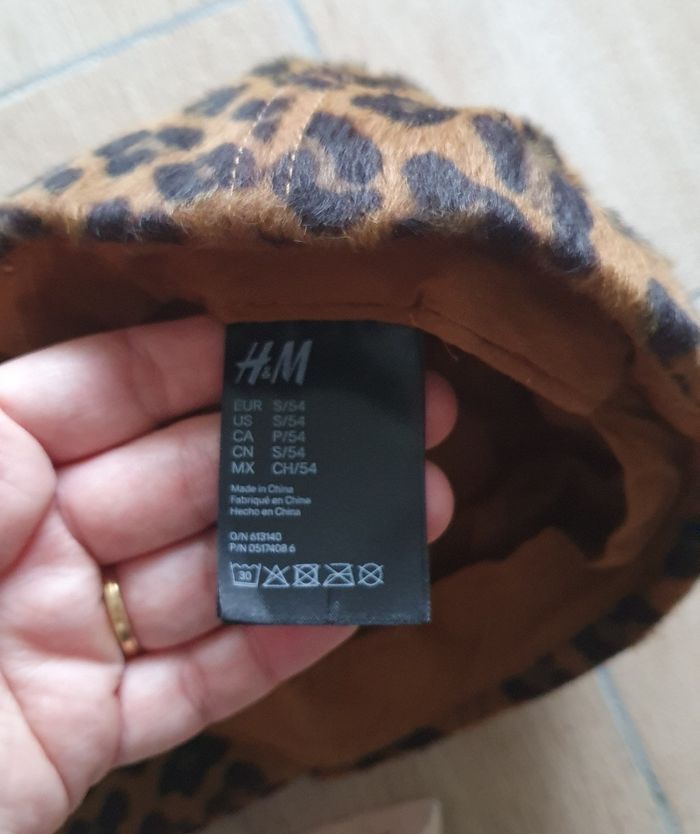 H&M
EUR S/54
US S/54
CA P/54
CN S/54
MX CH/54
Made in China
Fabriqué en Chine
Hecho en China
O/N 613140
P/N 0517408 6
30